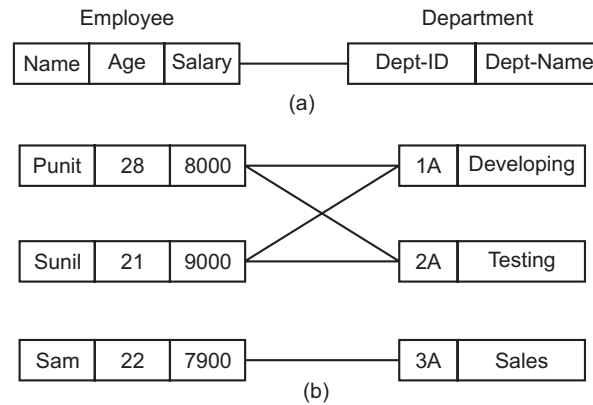 Employee Department
Name Age Salary Dept-ID Dept-Name
(a)
Punit 28 8000 1A Developing
Sunil 21 9000 2A Testing
Sam 22 7900 3A Sales
(b)